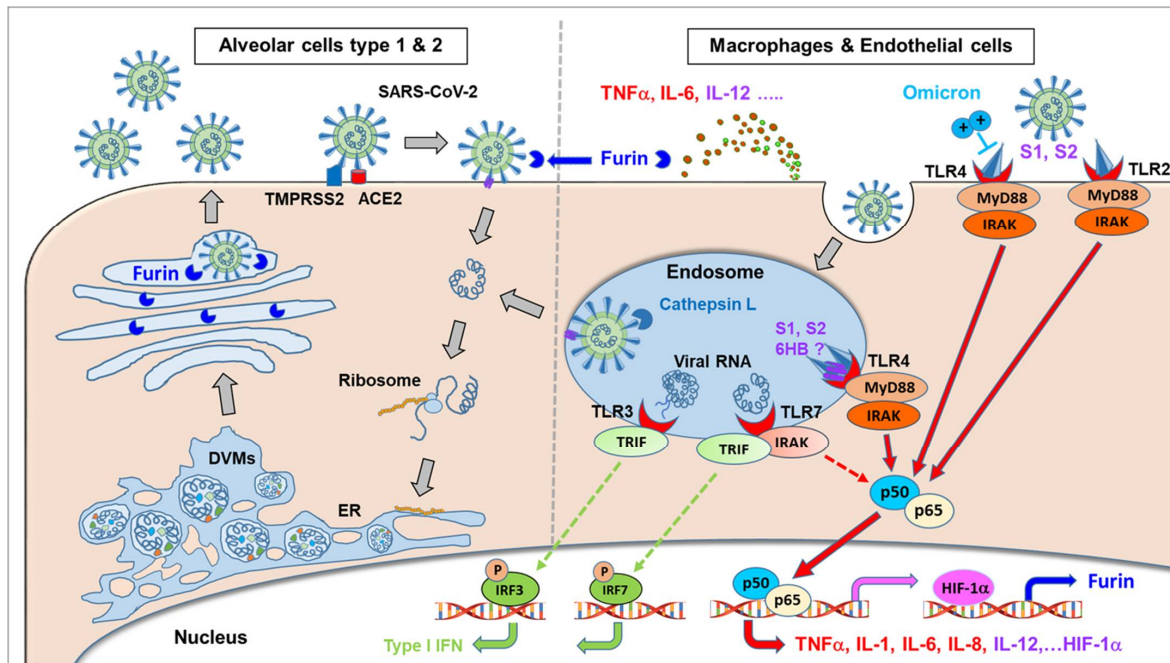 Alveolar cells type 1 & 2
Macrophages & Endothelial cells
SARS-CoV-2
TNFα, IL-6, IL-12 .....
Omicron
+ +
S1, S2
Furin
TLR4
TLR2
TMPRSS2
ACE2
MyD88
MyD88
IRAK
IRAK
Furin
Endosome
Cathepsin L
S1, S2
6HB ?
Viral RNA
TLR4
MyD88
Ribosome
TLR3
TLR7
IRAK
TRIF
TRIF
IRAK
DVMs
p50
p65
ER
P
P
IRF3
IRF7
p50
p65
HIF-1α
Furin
Nucleus
Type I IFN
TNFα, IL-1, IL-6, IL-8, IL-12,...HIF-1α